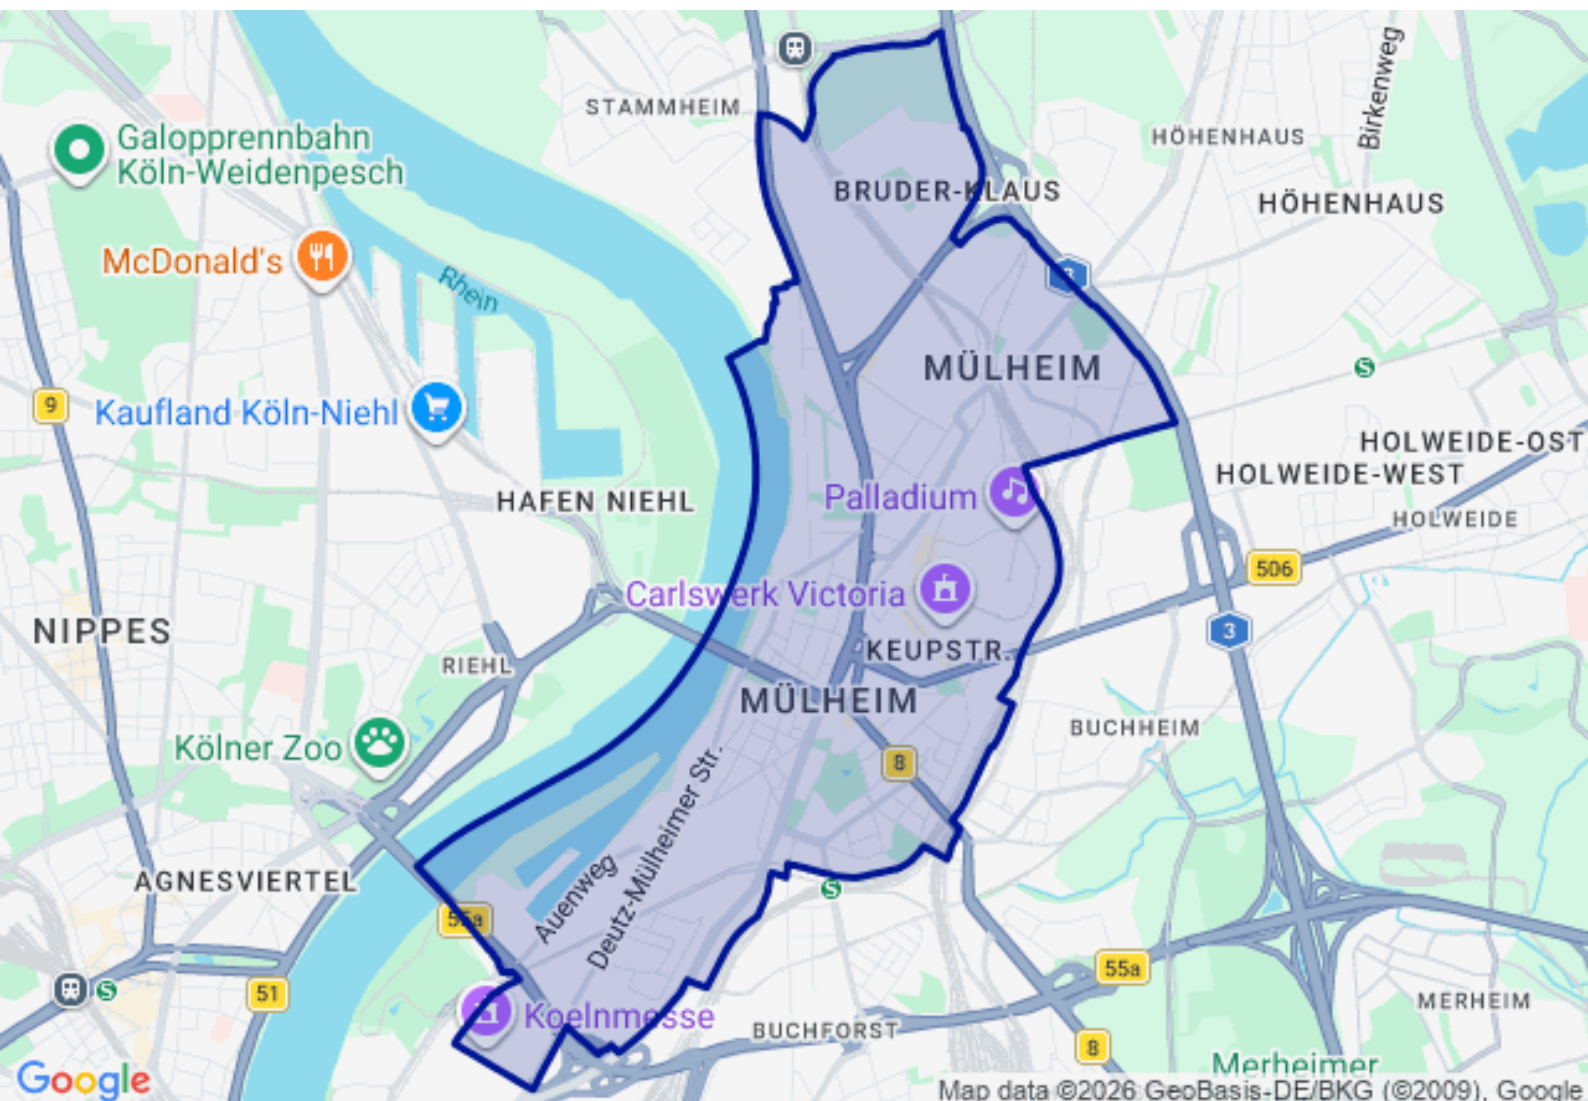 STAMMHEIM
Birkenweg
Galopprennbahn
Köln-Weidenpesch
HÖHENHAUS
BRUDER-KLAUS
HÖHENHAUS
McDonald's
Rhein
3
MÜLHEIM
9
Kaufland Köln-Niehl
S
HOLWEIDE-OST
HOLWEIDE-WEST
HAFEN NIEHL
Palladium
HOLWEIDE
506
Carlswerk Victoria
NIPPES
3
KEUPSTR.
RIEHL
MÜLHEIM
BUCHHEIM
Kölner Zoo
8
Deutz-Mülheimer Str.
AGNESVIERTEL
S
Auenweg
55a
55a
S
51
Koelnmesse
BUCHFORST
MERHEIM
8
Merheimer
Google
Map data ©2026 GeoBasis-DE/BKG (©2009), Google